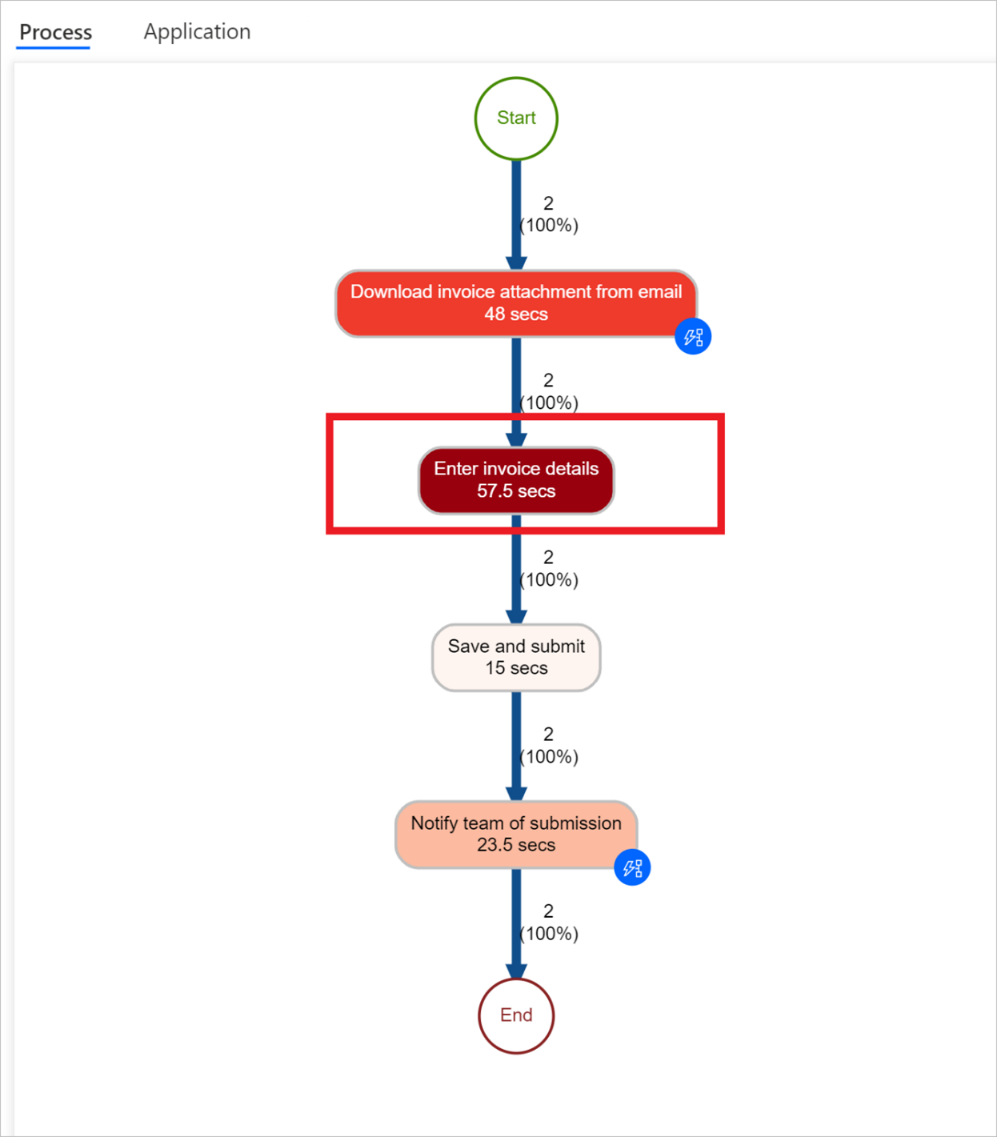 Process
Application
Start
2
(100%)
Download invoice attachment from email
48 secs
2
(100%)
Enter invoice details
57.5 secs
2
(100%)
Save and submit
15 secs
2
(100%)
Notify team of submission
23.5 secs
2
(100%)
End